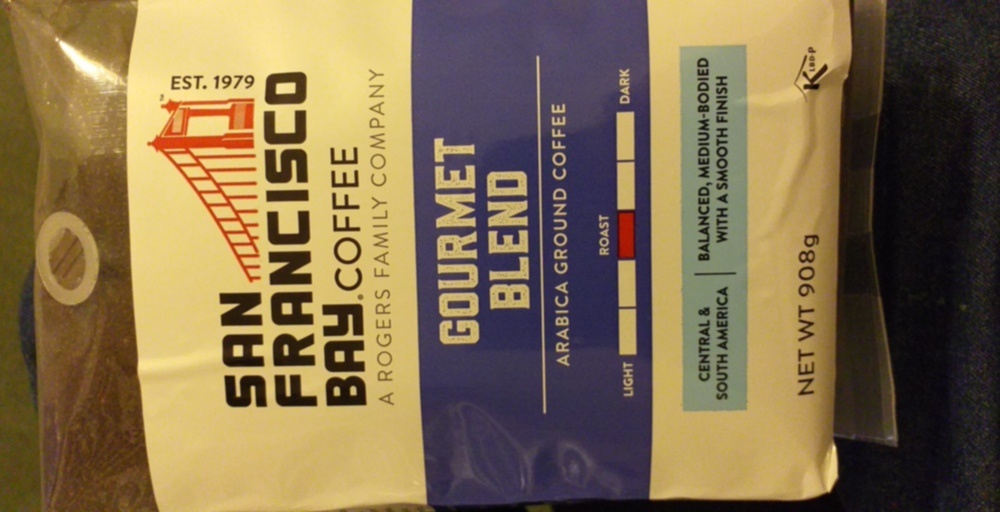 EST. 1979
SAN
FRANCISCO
BAY.COFFEE
A ROGERS FAMILY COMPANY
GOURMET
BLEND
ARABICA GROUND COFFEE
ROAST
LIGHT DARK
CENTRAL &
SOUTH AMERICA
BALANCED, MEDIUM-BODIED
WITH A SMOOTH FINISH
NET WT 908g
K LBD-P